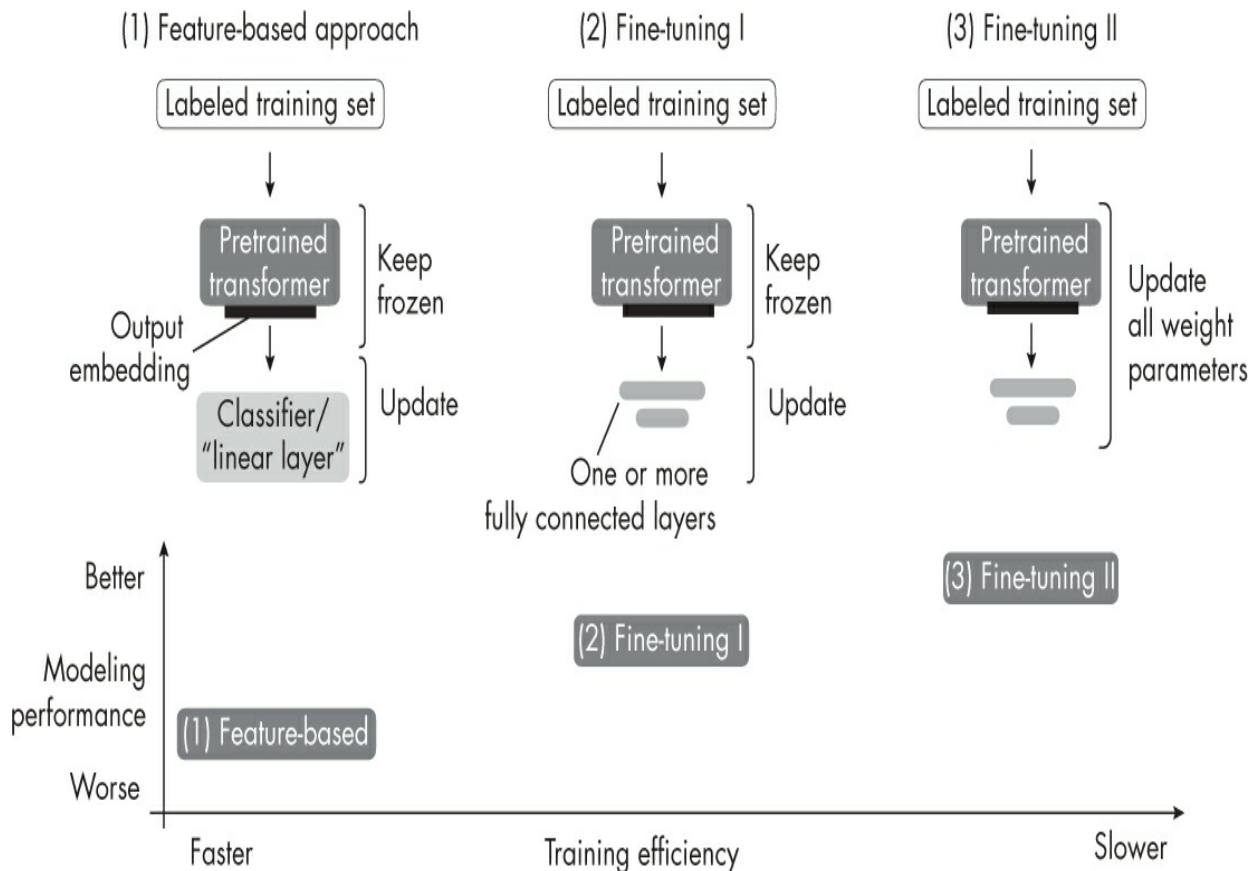 (1) Feature-based approach
Labeled training set
Pretrained
transformer
Keep
frozen
Output
embedding
Classifier/
“linear layer”
Update
(2) Fine-tuning I
Labeled training set
Pretrained
transformer
Keep
frozen
Update
One or more
fully connected layers
(3) Fine-tuning II
Labeled training set
Pretrained
transformer
Update
all weight
parameters
Better
Modeling
performance
Worse
(1) Feature-based
(2) Fine-tuning I
(3) Fine-tuning II
Faster
Training efficiency
Slower